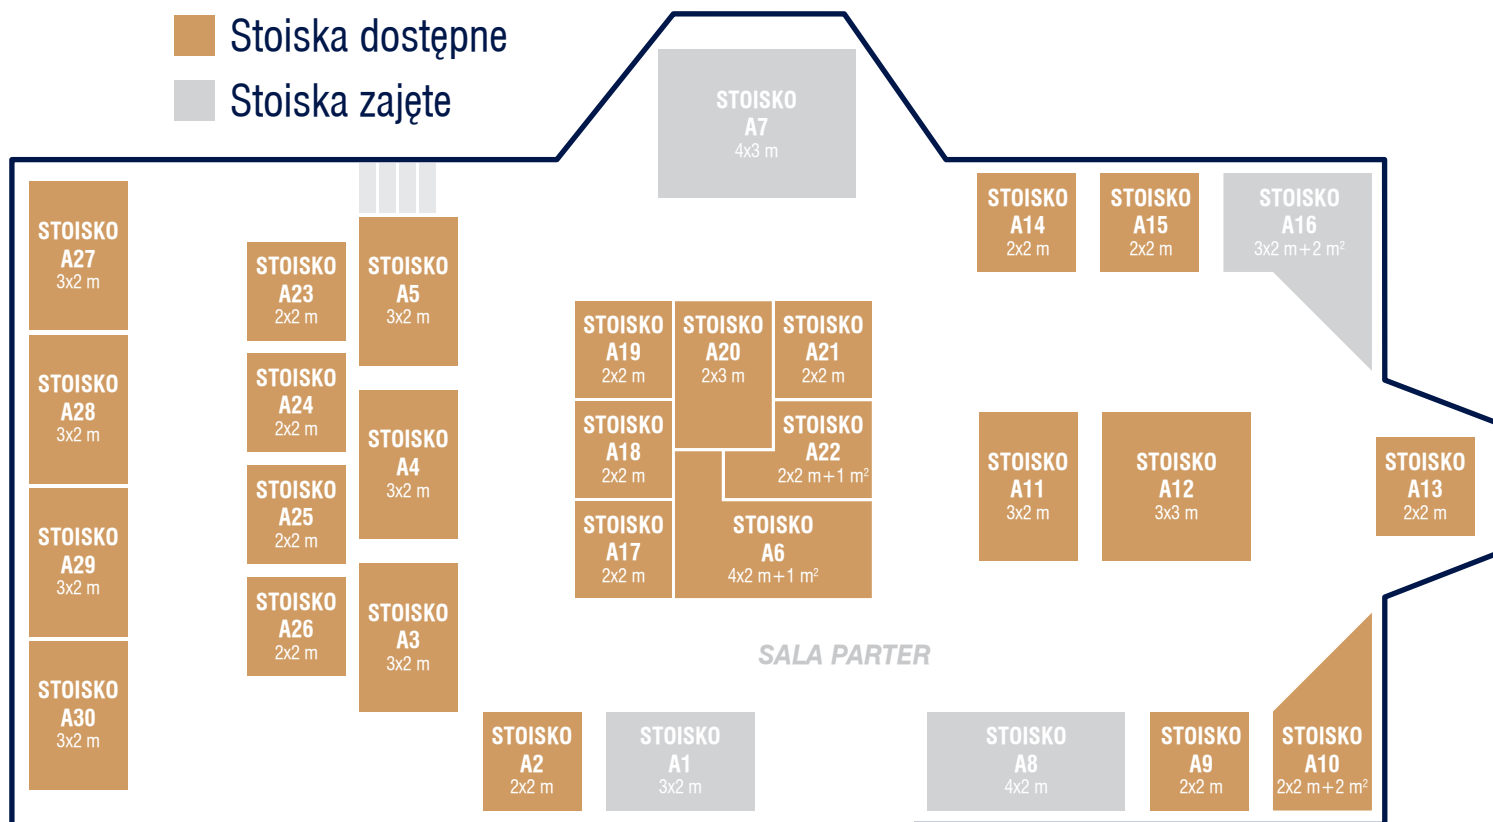 Stoiska dostępne
Stoiska zajęte
STOISKO
A7
4x3 m
STOISKO
A27
3x2 m
STOISKO
A28
3x2 m
STOISKO
A29
3x2 m
STOISKO
A30
3x2 m
STOISKO
A23
2x2 m
STOISKO
A24
2x2 m
STOISKO
A25
2x2 m
STOISKO
A26
2x2 m
STOISKO
A5
3x2 m
STOISKO
A4
3x2 m
STOISKO
A3
3x2 m
STOISKO
A19
2x2 m
STOISKO
A20
2x3 m
STOISKO
A21
2x2 m
STOISKO
A18
2x2 m
STOISKO
A22
2x2 m+1 m²
STOISKO
A17
2x2 m
STOISKO
A6
4x2 m+1 m²
STOISKO
A14
2x2 m
STOISKO
A15
2x2 m
STOISKO
A16
3x2 m+2 m²
STOISKO
A11
3x2 m
STOISKO
A12
3x3 m
STOISKO
A13
2x2 m
SALA PARTER
STOISKO
A2
2x2 m
STOISKO
A1
3x2 m
STOISKO
A8
4x2 m
STOISKO
A9
2x2 m
STOISKO
A10
2x2 m+2 m²